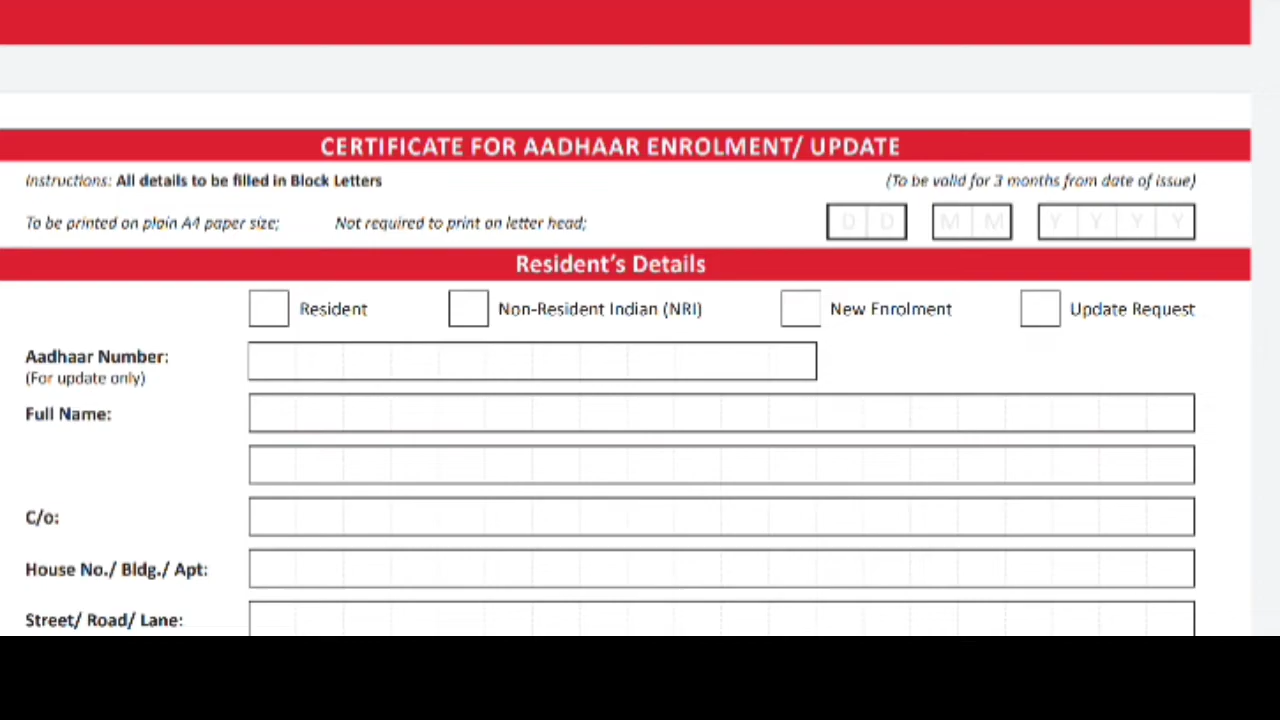 CERTIFICATE FOR AADHAAR ENROLMENT/ UPDATE
Instructions: All details to be filled in Block Letters (To be valid for 3 months from date of issue)
To be printed on plain A4 paper size; Not required to print on letter head; D D M M Y Y Y Y
Resident's Details
Resident Non-Resident Indian (NRI) New Enrolment Update Request
Aadhaar Number:
(For update only)
Full Name:
C/o:
House No./ Bldg./ Apt:
Street/ Road/ Lane: